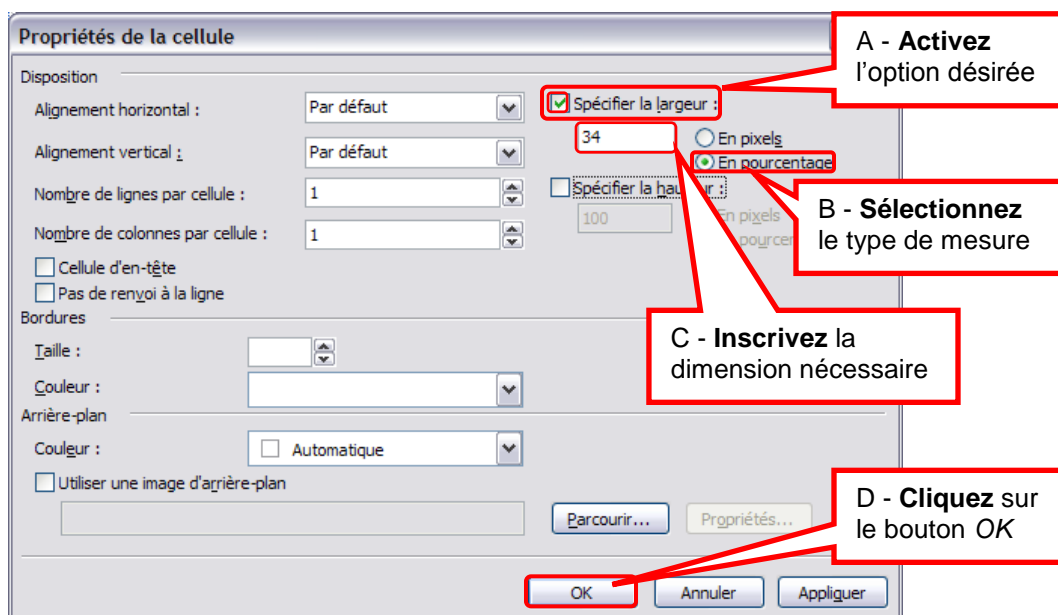 Propriétés de la cellule
A - Activez
l'option désirée
Disposition
Alignement horizontal :
Par défaut
Spécifier la largeur :
34
En pixels
Alignement vertical :
Par défaut
En pourcentage
Nombre de lignes par cellule :
1
Spécifier la
100
B - Sélectionnez
le type de mesure
Nombre de colonnes par cellule :
1
Cellule d'en-tête
Pas de renvoi à la ligne
Bordures
C - Inscrivez la
dimension nécessaire
Taille :
Couleur :
Arrière-plan
Couleur :
Automatique
Utiliser une image d'arrière-plan
D - Cliquez sur
le bouton OK
Parcourir...
Propriétés...
OK
Annuler
Appliquer